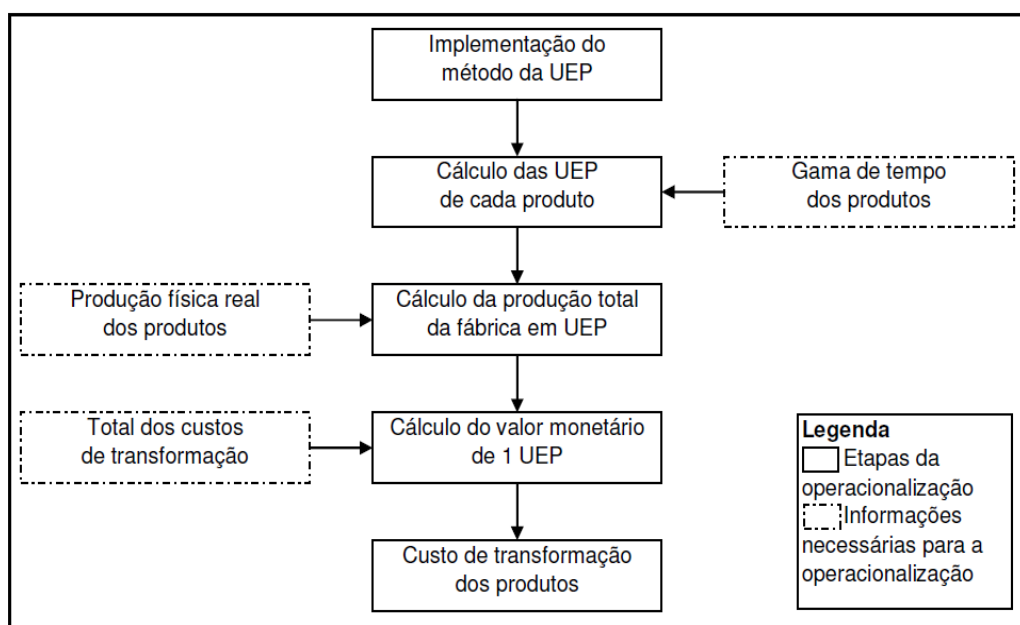 Implementação do
método da UEP
Cálculo das UEP
de cada produto
Gama de tempo
dos produtos
Produção física real
dos produtos
Cálculo da produção total
da fábrica em UEP
Total dos custos
de transformação
Cálculo do valor monetário
de 1 UEP
Custo de transformação
dos produtos
Legenda
Etapas da
operacionalização
Informações
necessárias para a
operacionalização